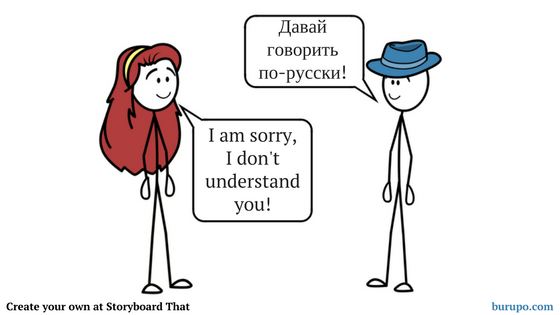 Давай
говорить
по-русски!
I am sorry,
I don't
understand
you!
Create your own at Storyboard That
burupo.com